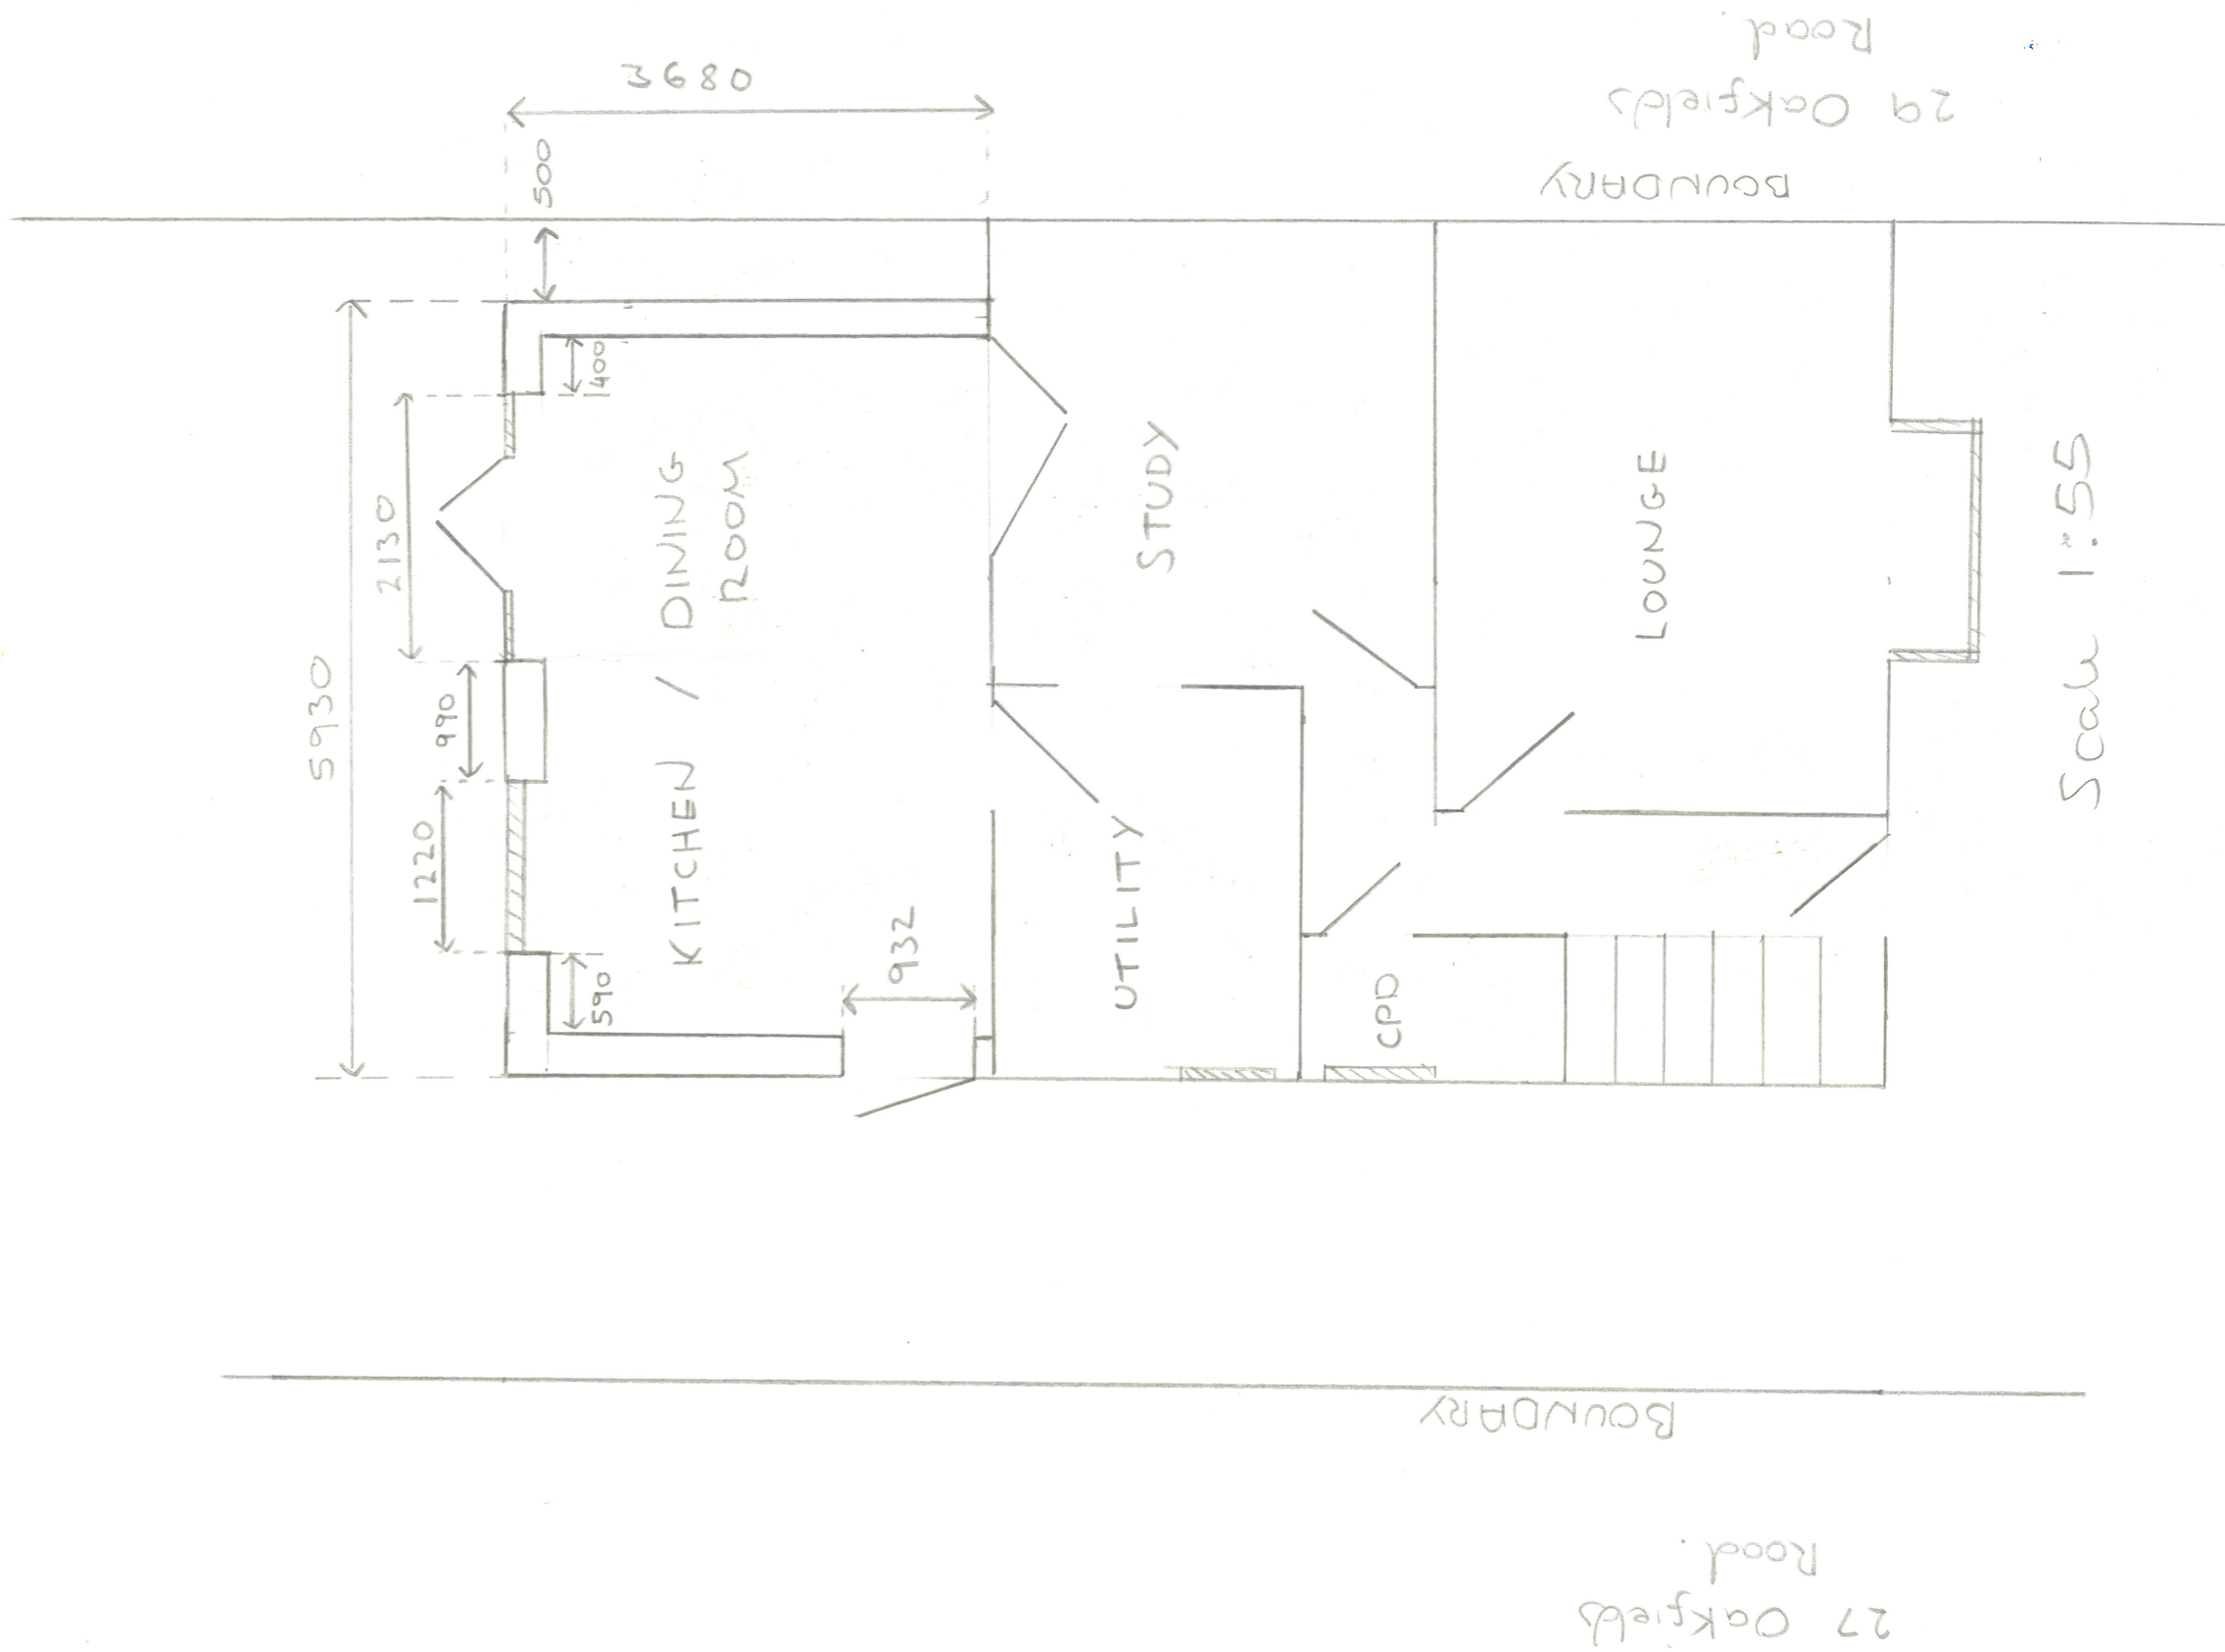 29 Oakfields
Road
BOUNDARY
3680
500
400
5930
2130
990
1220
590
932
KITCHEN / DINING
ROOM
STUDY
UTILITY
CPD
LOUNGE
Scale 1:55
BOUNDARY
27 Oakfields
Road